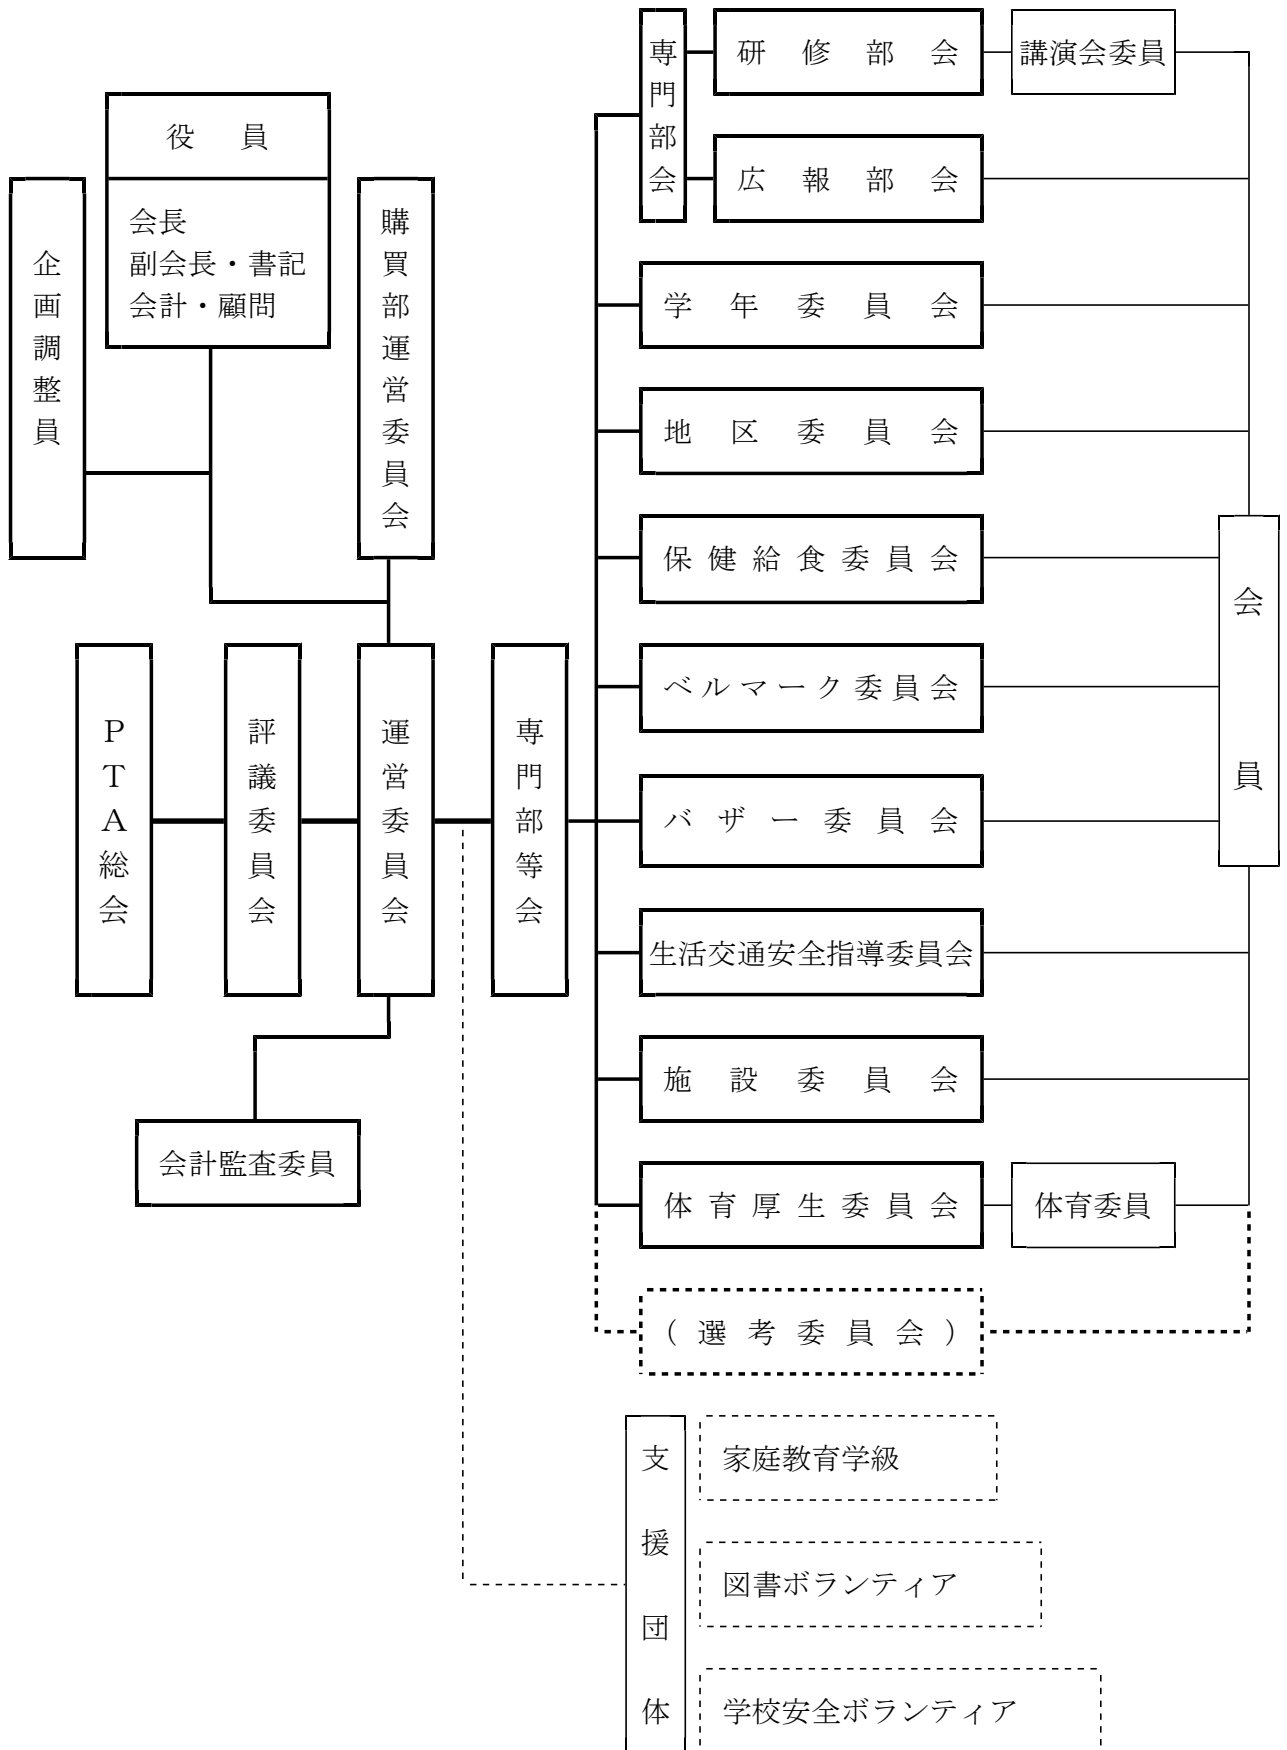 役員
会長
副会長・書記
会計・顧問
企画調整員
購買部運営委員会
PTA総会
評議委員会
運営委員会
専門部等会
会計監査委員
専門部会
研修部会
講演会委員
広報部会
学年委員会
地区委員会
保健給食委員会
ベルマーク委員会
バザー委員会
生活交通安全指導委員会
施設委員会
体育厚生委員会
体育委員
(選考委員会)
会員
支援団体
家庭教育学級
図書ボランティア
学校安全ボランティア